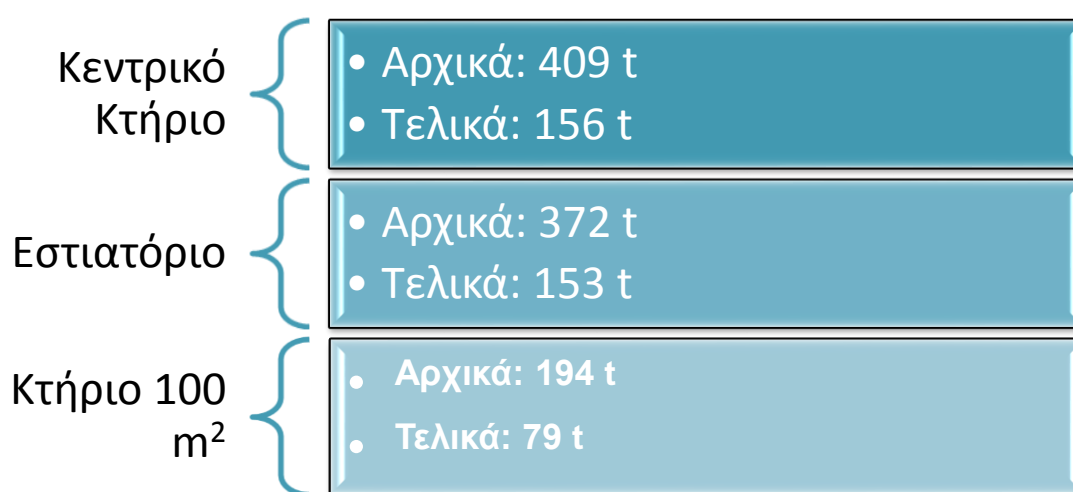 Κεντρικό
Κτήριο
• Αρχικά: 409 t
• Τελικά: 156 t
Εστιατόριο
• Αρχικά: 372 t
• Τελικά: 153 t
Κτήριο 100
m²
• Αρχικά: 194 t
• Τελικά: 79 t